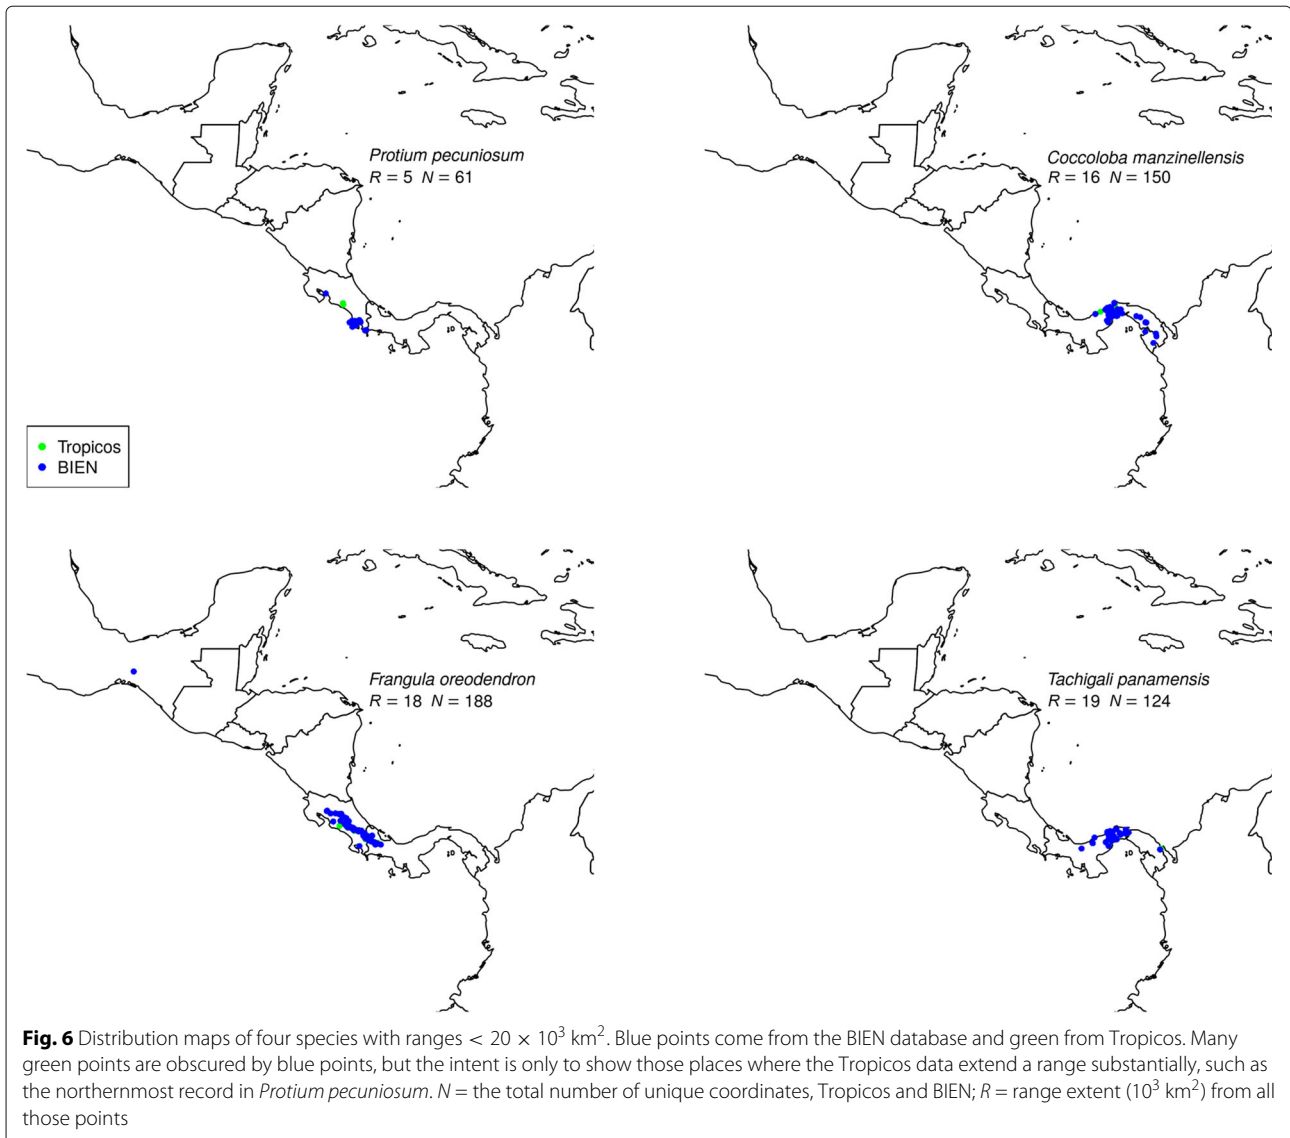 Protium pecuniosum
R = 5 N = 61
Coccoloba manzinellensis
R = 16 N = 150
Tropicos
BIEN
Frangula oreodendron
R = 18 N = 188
Tachigali panamensis
R = 19 N = 124
Fig. 6 Distribution maps of four species with ranges < 20 × 10³ km². Blue points come from the BIEN database and green from Tropicos. Many
green points are obscured by blue points, but the intent is only to show those places where the Tropicos data extend a range substantially, such as
the northernmost record in Protium pecuniosum. N = the total number of unique coordinates, Tropicos and BIEN; R = range extent (10³ km²) from all
those points